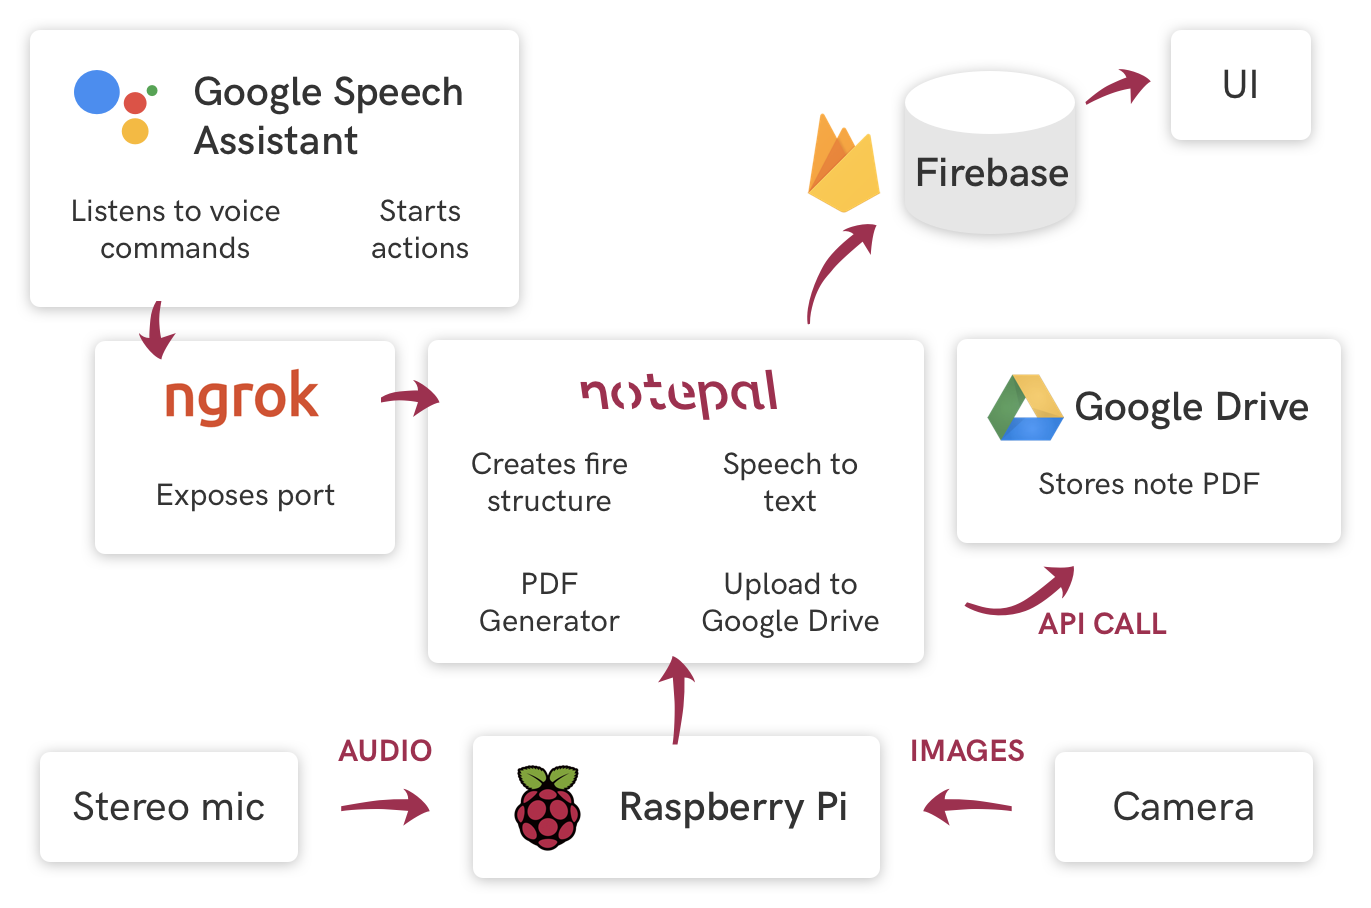 Google Speech
Assistant
Listens to voice
commands
Starts
actions
Firebase
UI
ngrok
Exposes port
notepal
Creates fire
structure
Speech to
text
PDF
Generator
Upload to
Google Drive
Google Drive
Stores note PDF
API CALL
Stereo mic
AUDIO
Raspberry Pi
IMAGES
Camera